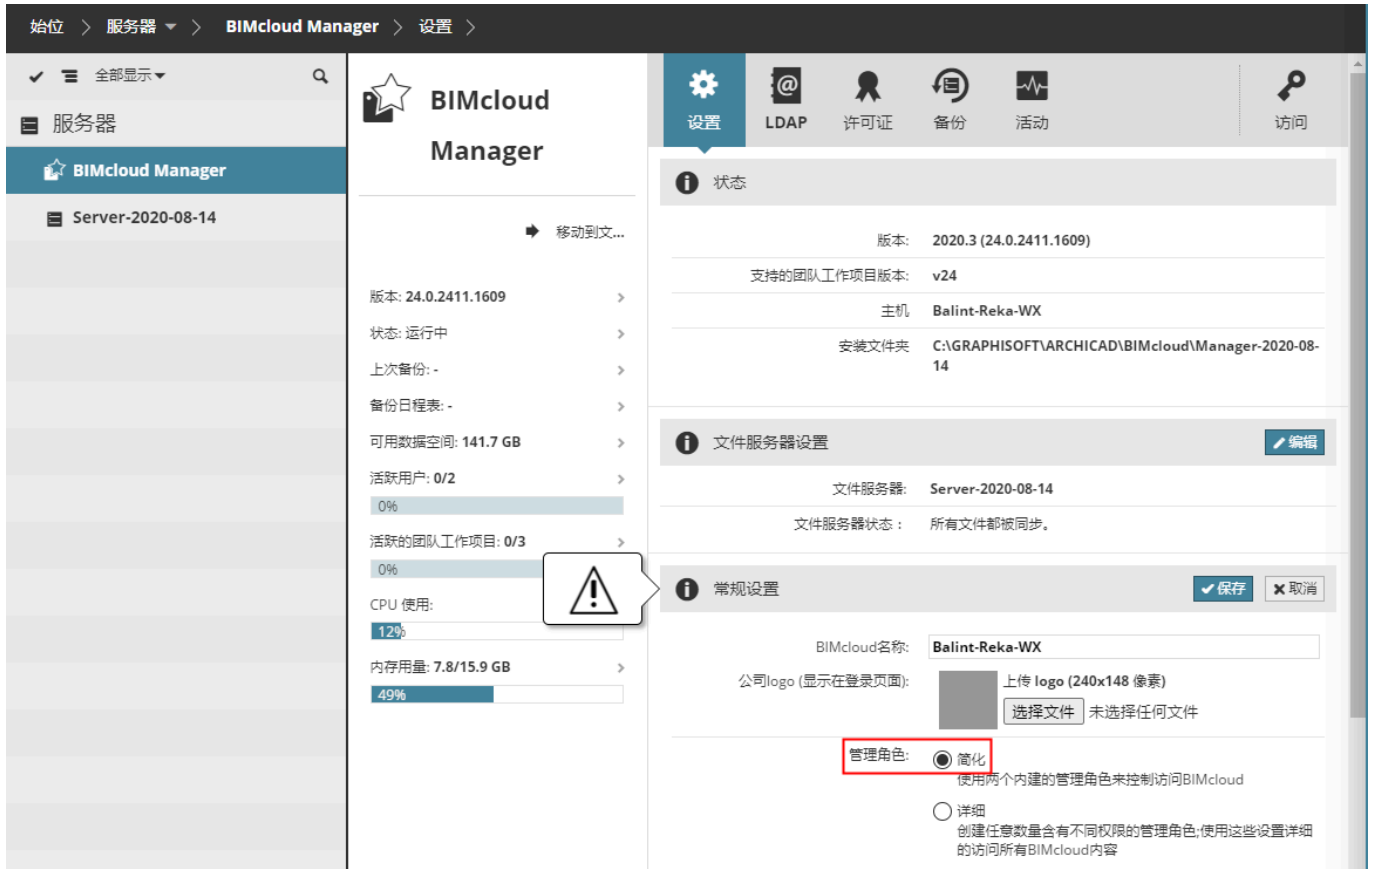 始位 > 服务器 > BIMcloud Manager > 设置 >
全部显示
服务器
BIMcloud Manager
Server-2020-08-14
BIMcloud
Manager
移动到文...
版本: 24.0.2411.1609
状态: 运行中
上次备份: -
备份日程表: -
可用数据空间: 141.7 GB
活跃用户: 0/2
0%
活跃的团队工作项目: 0/3
0%
CPU 使用:
12%
内存用量: 7.8/15.9 GB
49%
设置
LDAP
许可证
备份
活动
访问
状态
版本: 2020.3 (24.0.2411.1609)
支持的团队工作项目版本: v24
主机 Balint-Reka-WX
安装文件夹 C:\GRAPHISOFT\ARCHICAD\BIMcloud\Manager-2020-08-
14
文件服务器设置 编辑
文件服务器: Server-2020-08-14
文件服务器状态 : 所有文件都被同步。
常规设置 保存 取消
BIMcloud名称: Balint-Reka-WX
公司logo (显示在登录页面): 上传 logo (240x148 像素)
选择文件 未选择任何文件
管理角色: 简化
使用两个内建的管理角色来控制访问BIMcloud
详细
创建任意数量含有不同权限的管理角色;使用这些设置详细
的访问所有BIMcloud内容